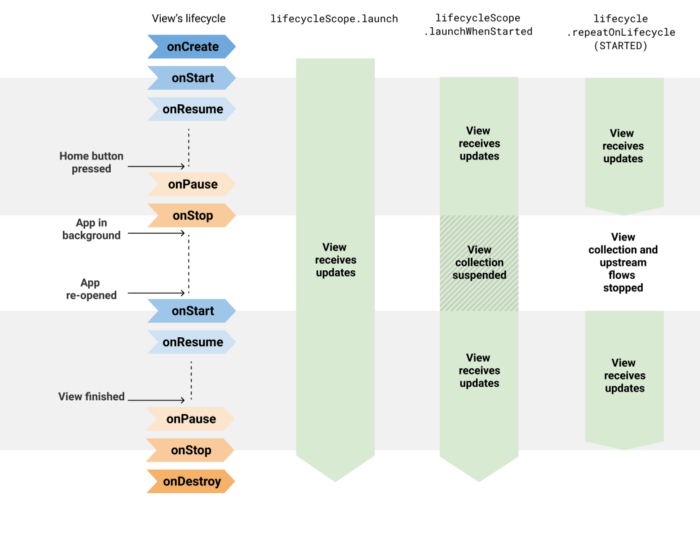 View's lifecycle
lifecycleScope.launch
lifecycleScope
.launchWhenStarted
lifecycle
.repeatOnLifecycle
(STARTED)
onCreate
onStart
onResume
Home button
pressed
onPause
onStop
App in
background
App
re-opened
onStart
onResume
View finished
onPause
onStop
onDestroy
View
receives
updates
View
receives
updates
View
collection
suspended
View
receives
updates
View
receives
updates
View
collection and
upstream
flows
stopped
View
receives
updates